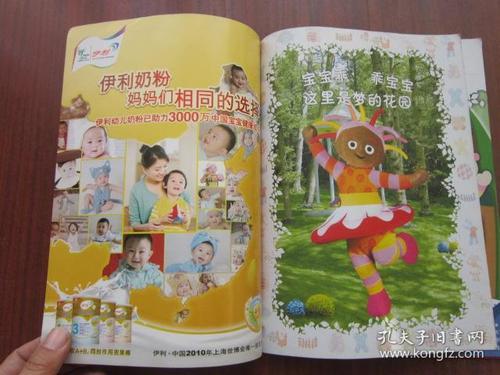 伊利
伊利奶粉
妈妈们相同的选择
伊利幼儿奶粉已助力3000万中国宝宝健康
A+B,
伊利·中国2010年上海世博会唯一
宝宝乖 乖宝宝
这里是梦的花园
孔夫子旧书网
www.kongfz.com